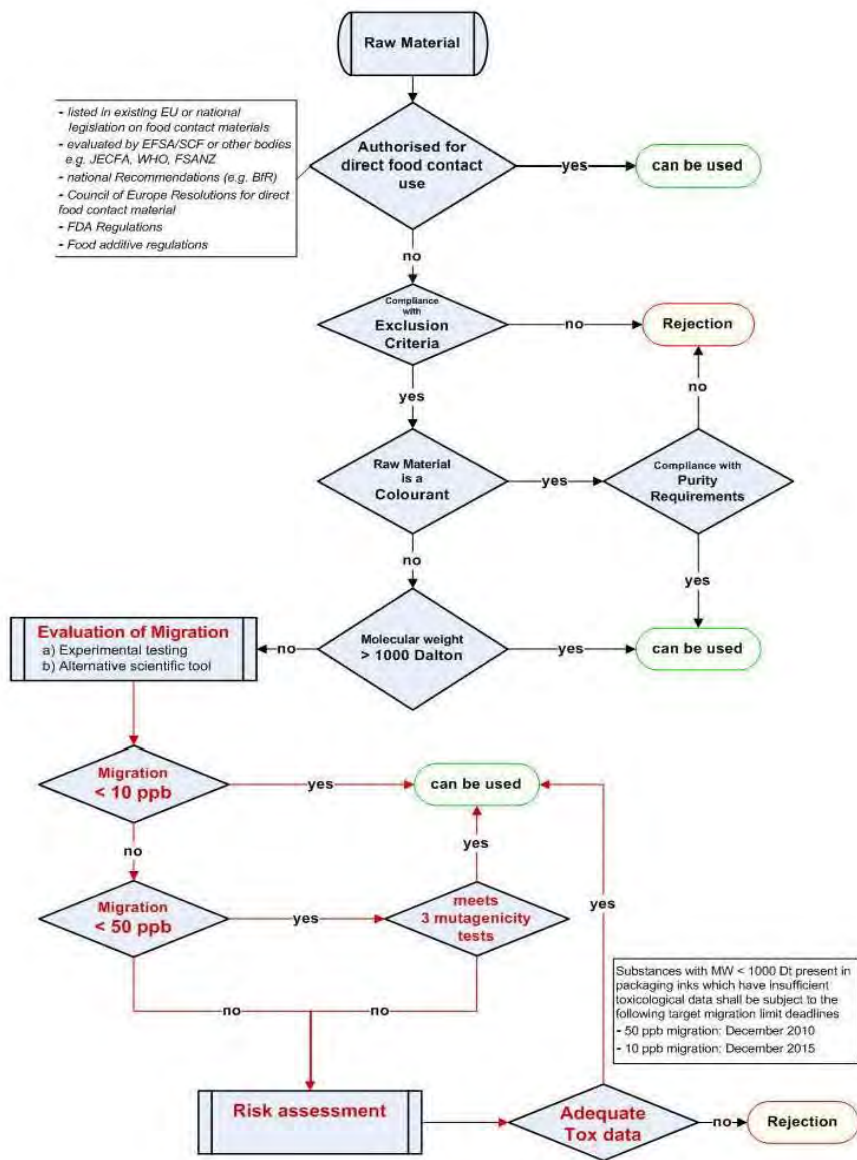 Raw Material
- listed in existing EU or national
legislation on food contact materials
- evaluated by EFSA/SCF or other bodies
e.g. JECFA, WHO, FSANZ
- national Recommendations (e.g. BfR)
- Council of Europe Resolutions for direct
food contact material
- FDA Regulations
- Food additive regulations
Authorised for
direct food contact
use
yes
can be used
no
Compliance
with
Exclusion
Criteria
no
Rejection
yes
no
Raw Material
is a
Colourant
yes
Compliance with
Purity
Requirements
no
yes
Evaluation of Migration
a) Experimental testing
b) Alternative scientific tool
no
Molecular weight
> 1000 Dalton
yes
can be used
Migration
< 10 ppb
yes
can be used
no
yes
Migration
< 50 ppb
yes
meets
3 mutagenicity
tests
yes
Substances with MW < 1000 Dt present in
packaging inks which have insufficient
toxicological data shall be subject to the
following target migration limit deadlines
- 50 ppb migration: December 2010
- 10 ppb migration: December 2015
no
no
Risk assessment
Adequate
Tox data
no
Rejection